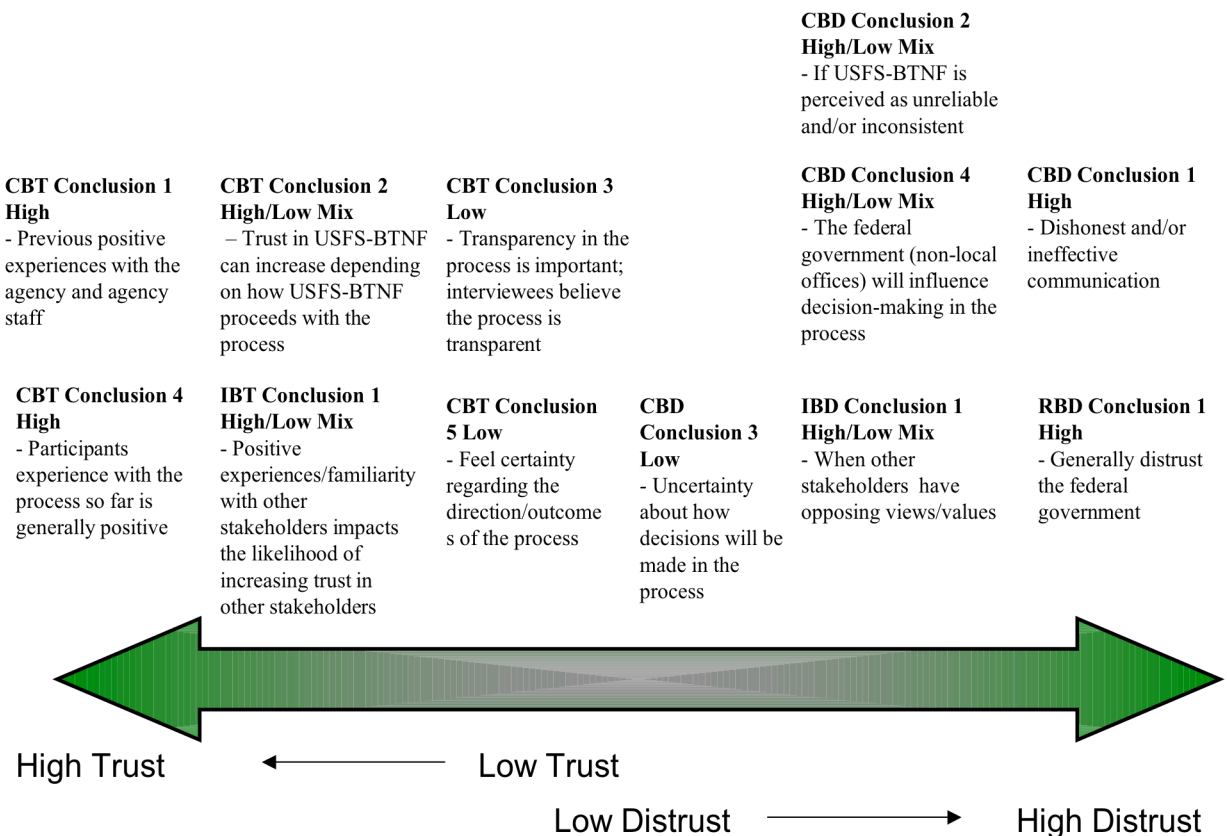 CBD Conclusion 2
High/Low Mix
- If USFS-BTNF is
perceived as unreliable
and/or inconsistent
CBT Conclusion 1
High
- Previous positive
experiences with the
agency and agency
staff
CBT Conclusion 2
High/Low Mix
– Trust in USFS-BTNF
can increase depending
on how USFS-BTNF
proceeds with the
process
CBT Conclusion 3
Low
- Transparency in the
process is important;
interviewees believe
the process is
transparent
CBD Conclusion 4
High/Low Mix
- The federal
government (non-local
offices) will influence
decision-making in the
process
CBD Conclusion 1
High
- Dishonest and/or
ineffective
communication
CBT Conclusion 4
High
- Participants
experience with the
process so far is
generally positive
IBT Conclusion 1
High/Low Mix
- Positive
experiences/familiarity
with other
stakeholders impacts
the likelihood of
increasing trust in
other stakeholders
CBT Conclusion
5 Low
- Feel certainty
regarding the
direction/outcome
s of the process
CBD
Conclusion 3
Low
- Uncertainty
about how
decisions will be
made in the
process
IBD Conclusion 1
High/Low Mix
- When other
stakeholders have
opposing views/values
RBD Conclusion 1
High
- Generally distrust
the federal
government
High Trust
Low Trust
Low Distrust
High Distrust